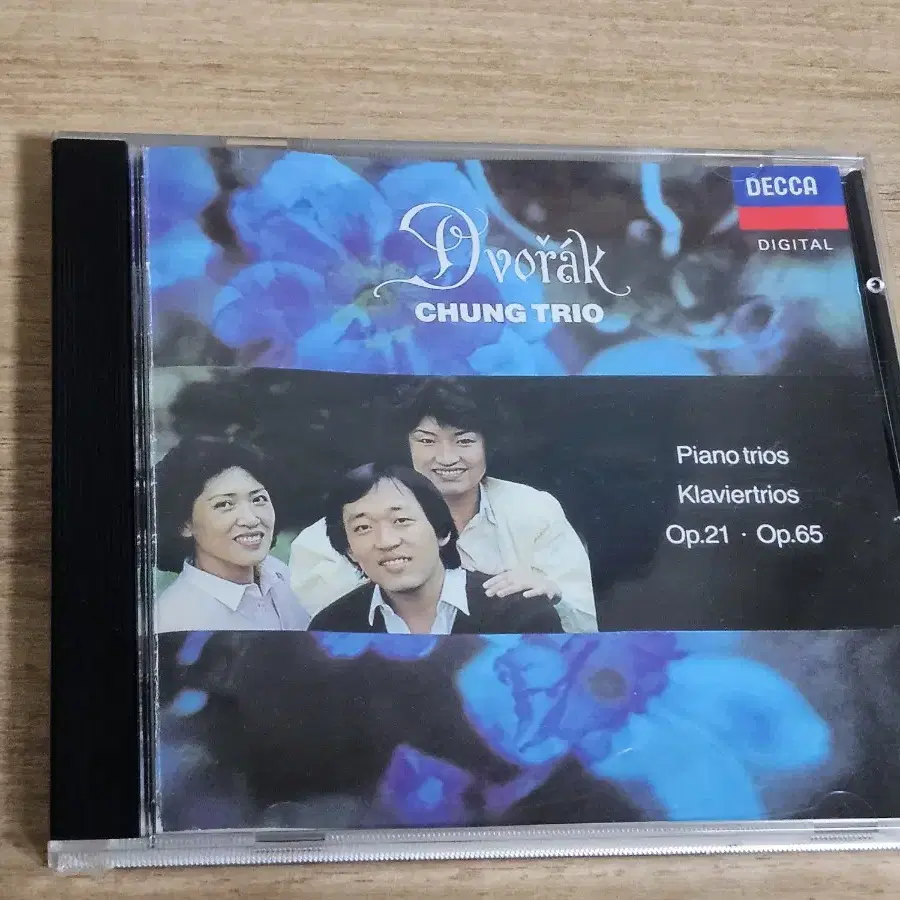 DECCA
DIGITAL
Dvořák
CHUNG TRIO
Piano trios
Klaviertrios
Op.21 · Op.65